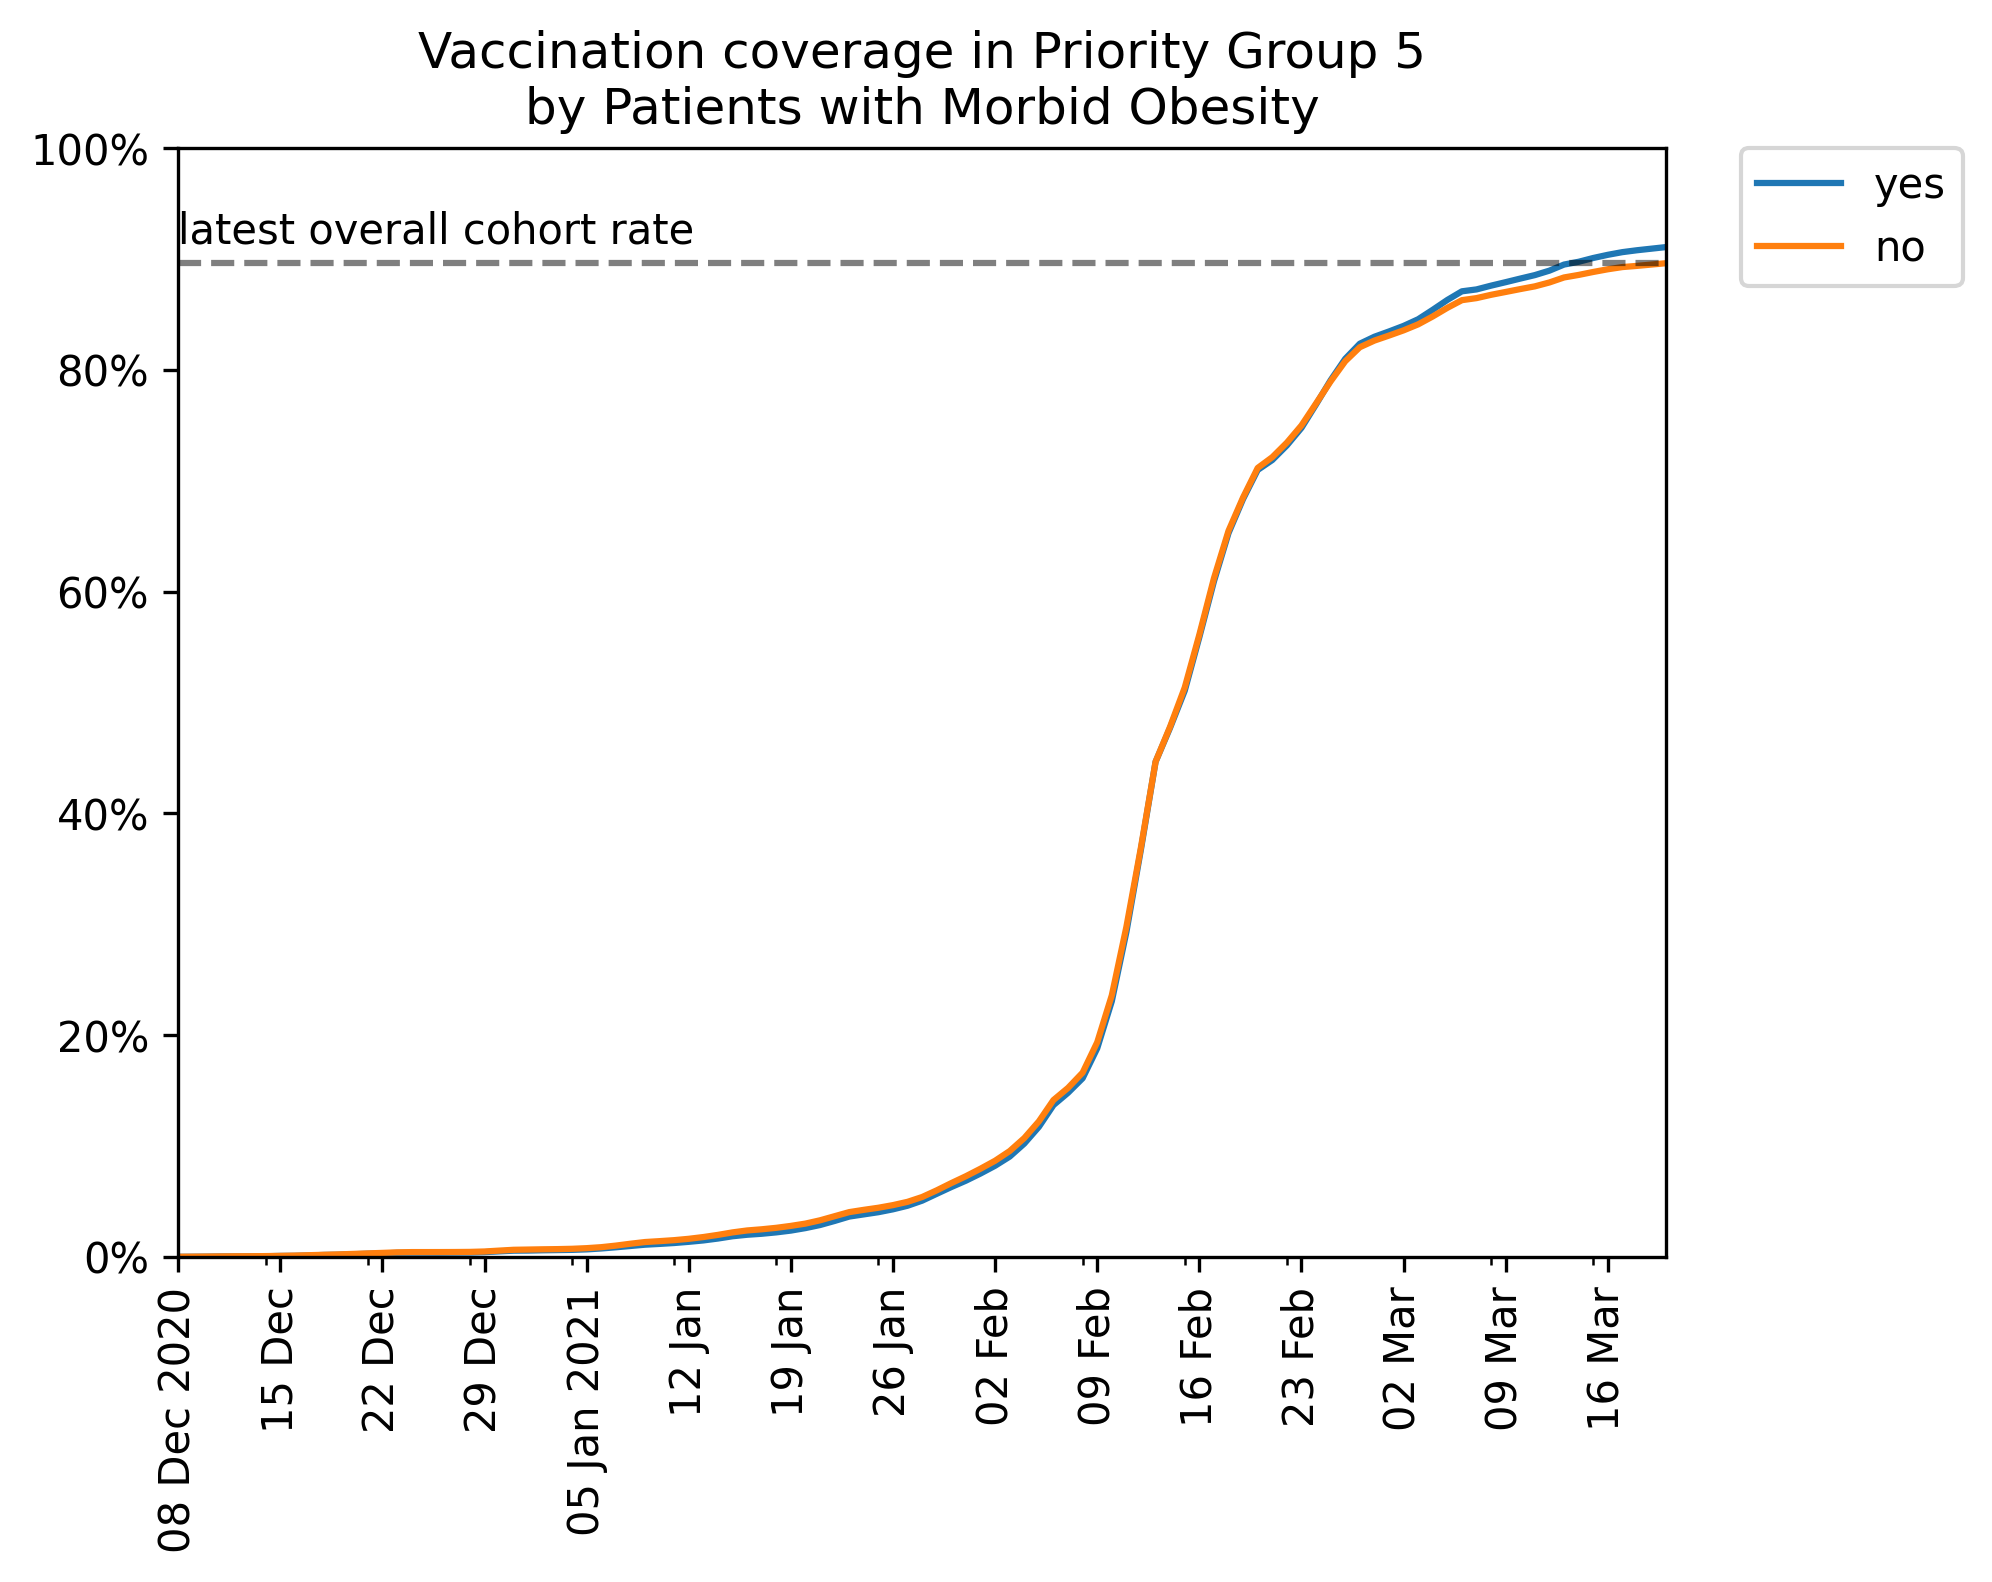 Vaccination coverage in Priority Group 5
by Patients with Morbid Obesity
100%
80%
60%
40%
20%
0%
latest overall cohort rate
yes
no
08 Dec 2020
15 Dec
22 Dec
29 Dec
05 Jan 2021
12 Jan
19 Jan
26 Jan
02 Feb
09 Feb
16 Feb
23 Feb
02 Mar
09 Mar
16 Mar